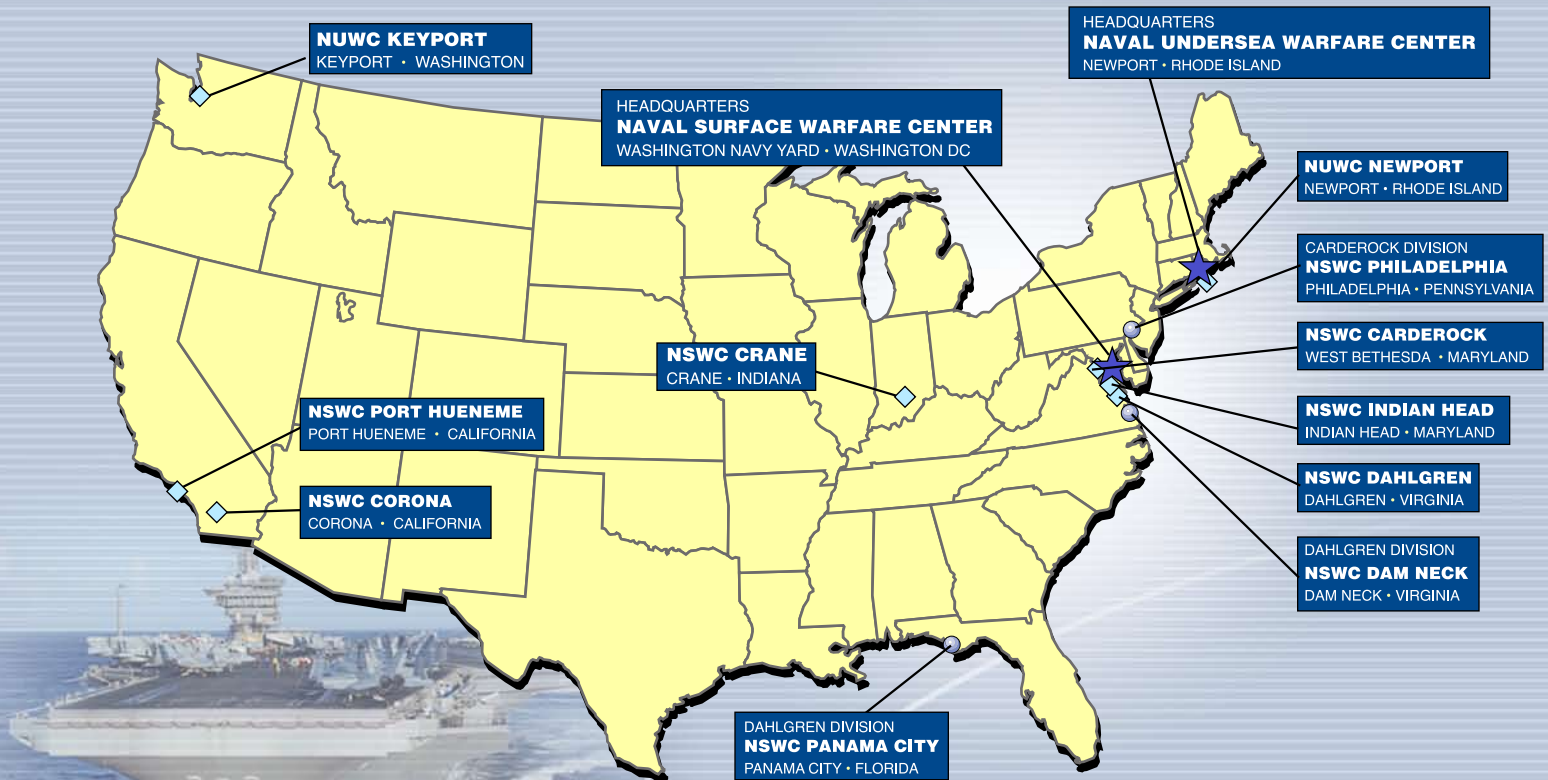 NUWC KEYPORT
KEYPORT • WASHINGTON
HEADQUARTERS
NAVAL UNDERSEA WARFARE CENTER
NEWPORT • RHODE ISLAND
HEADQUARTERS
NAVAL SURFACE WARFARE CENTER
WASHINGTON NAVY YARD • WASHINGTON DC
NUWC NEWPORT
NEWPORT • RHODE ISLAND
CARDEROCK DIVISION
NSWC PHILADELPHIA
PHILADELPHIA • PENNSYLVANIA
NSWC CARDEROCK
WEST BETHESDA • MARYLAND
NSWC CRANE
CRANE • INDIANA
NSWC PORT HUENEME
PORT HUENEME • CALIFORNIA
NSWC INDIAN HEAD
INDIAN HEAD • MARYLAND
NSWC CORONA
CORONA • CALIFORNIA
NSWC DAHLGREN
DAHLGREN • VIRGINIA
DAHLGREN DIVISION
NSWC DAM NECK
DAM NECK • VIRGINIA
DAHLGREN DIVISION
NSWC PANAMA CITY
PANAMA CITY • FLORIDA